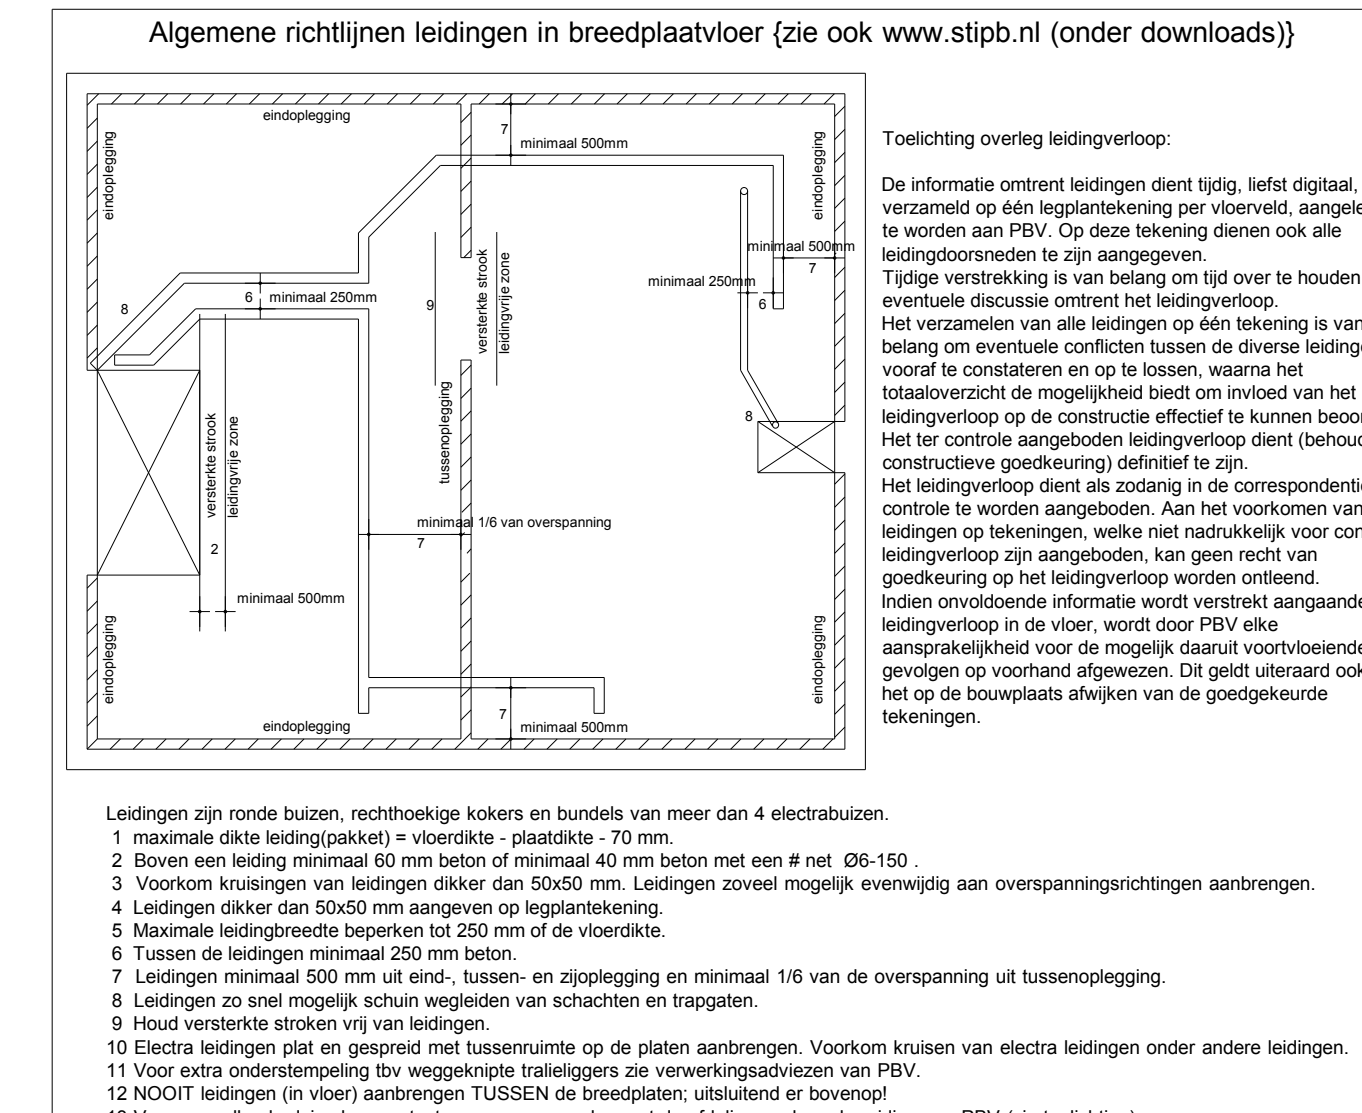 Algemene richtlijnen leidingen in breedplaatvloer {zie ook www.stipb.nl (onder downloads)}
eindoplegging
eindoplegging
7
minimaal 500mm
eindoplegging
minimaal 500mm
7
minimaal 250mm
6
8
6 minimaal 250mm
9
versterkte strook
leidingvrije zone
tussenoplegging
8
versterkte strook
leidingvrije zone
2
minimaal 1/6 van overspanning
7
minimaal 500mm
eindoplegging
eindoplegging
7
minimaal 500mm
eindoplegging
Toelichting overleg leidingverloop:
De informatie omtrent leidingen dient tijdig, liefst digitaal,
verzameld op één legplantekening per vloerveld, aangele
te worden aan PBV. Op deze tekening dienen ook alle
leidingdoorsneden te zijn aangegeven.
Tijdige verstrekking is van belang om tijd over te houden
eventuele discussie omtrent het leidingverloop.
Het verzamelen van alle leidingen op één tekening is van
belang om eventuele conflicten tussen de diverse leidinge
vooraf te constateren en op te lossen, waarna het
totaaloverzicht de mogelijkheid biedt om invloed van het
leidingverloop op de constructie effectief te kunnen beoor
Het ter controle aangeboden leidingverloop dient (behoud
constructieve goedkeuring) definitief te zijn.
Het leidingverloop dient als zodanig in de correspondentie
controle te worden aangeboden. Aan het voorkomen van
leidingen op tekeningen, welke niet nadrukkelijk voor con
leidingverloop zijn aangeboden, kan geen recht van
goedkeuring op het leidingverloop worden ontleend.
Indien onvoldoende informatie wordt verstrekt aangaande
leidingverloop in de vloer, wordt door PBV elke
aansprakelijkheid voor de mogelijk daaruit voortvloeiende
gevolgen op voorhand afgewezen. Dit geldt uiteraard ook
het op de bouwplaats afwijken van de goedgekeurde
tekeningen.
Leidingen zijn ronde buizen, rechthoekige kokers en bundels van meer dan 4 electrabuizen.
1 maximale dikte leiding(pakket) = vloerdikte - plaatdikte - 70 mm.
2 Boven een leiding minimaal 60 mm beton of minimaal 40 mm beton met een # net Ø6-150 .
3 Voorkom kruisingen van leidingen dikker dan 50x50 mm. Leidingen zoveel mogelijk evenwijdig aan overspanningsrichtingen aanbrengen.
4 Leidingen dikker dan 50x50 mm aangeven op legplantekening.
5 Maximale leidingbreedte beperken tot 250 mm of de vloerdikte.
6 Tussen de leidingen minimaal 250 mm beton.
7 Leidingen minimaal 500 mm uit eind-, tussen- en zijoplegging en minimaal 1/6 van de overspanning uit tussenoplegging.
8 Leidingen zo snel mogelijk schuin wegleiden van schachten en trapgaten.
9 Houd versterkte stroken vrij van leidingen.
10 Electra leidingen plat en gespreid met tussenruimte op de platen aanbrengen. Voorkom kruisen van electra leidingen onder andere leidingen.
11 Voor extra onderstempeling tbv weggeknipte tralieliggers zie verwerkingsadviezen van PBV.
12 NOOIT leidingen (in vloer) aanbrengen TUSSEN de breedplaten; uitsluitend er bovenop!